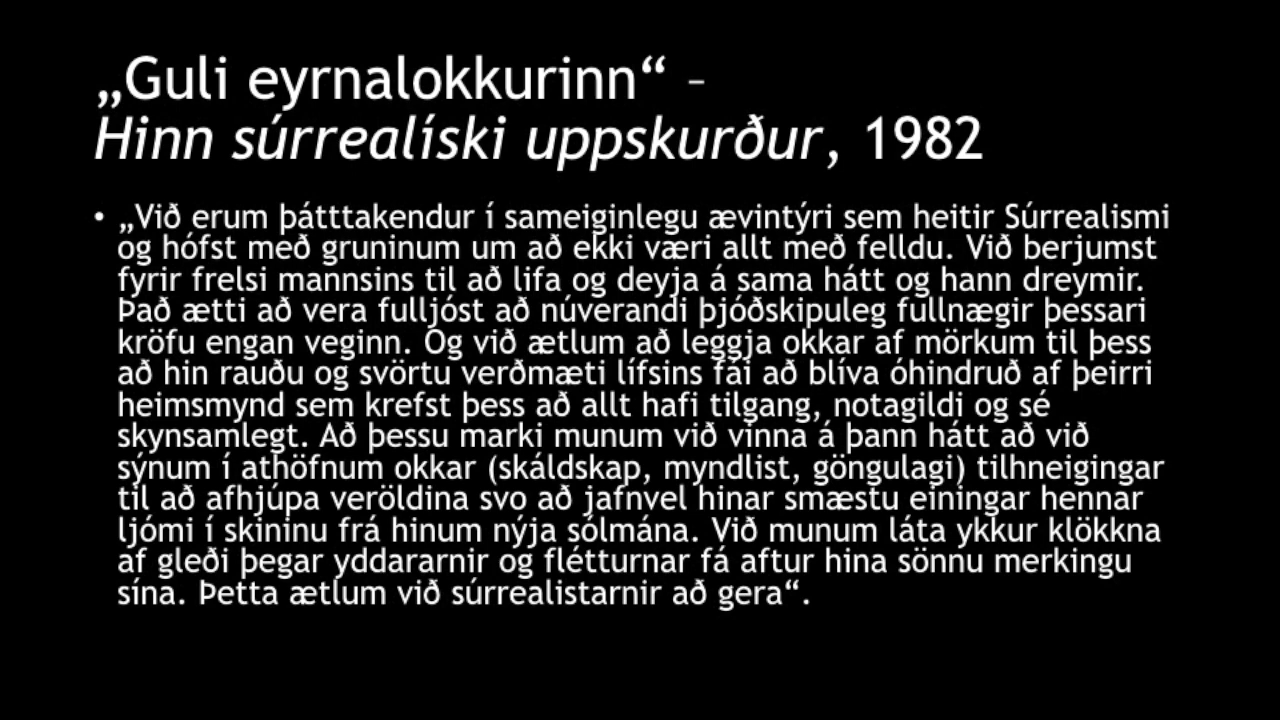 „Guli eyrnalokkurinn“ –
Hinn súrrealíski uppskurður, 1982
• „Við erum þátttakendur í sameiginlegu ævintýri sem heitir Súrrealismi
og hófst með gruninum um að ekki væri allt með felldu. Við berjumst
fyrir frelsi mannsins til að lifa og deyja á sama hátt og hann dreymir.
Það ætti að vera fulljóst að núverandi þjóðskipuleg fullnægir þessari
kröfu engan veginn. Og við ætlum að leggja okkar af mörkum til þess
að hin rauðu og svörtu verðmæti lífsins fái að blíva óhindruð af þeirri
heimsmynd sem krefst þess að allt hafi tilgang, notagildi og sé
skynsamlegt. Að þessu marki munum við vinna á þann hátt að við
sýnum í athöfnum okkar (skáldskap, myndlist, göngulagi) tilhneigingar
til að afhjúpa veröldina svo að jafnvel hinar smæstu einingar hennar
ljómi í skininu frá hinum nýja sólmána. Við munum láta ykkur klökkna
af gleði þegar yddararnir og flétturnar fá aftur hina sönnu merkingu
sína. Þetta ætlum við súrrealistarnir að gera“.